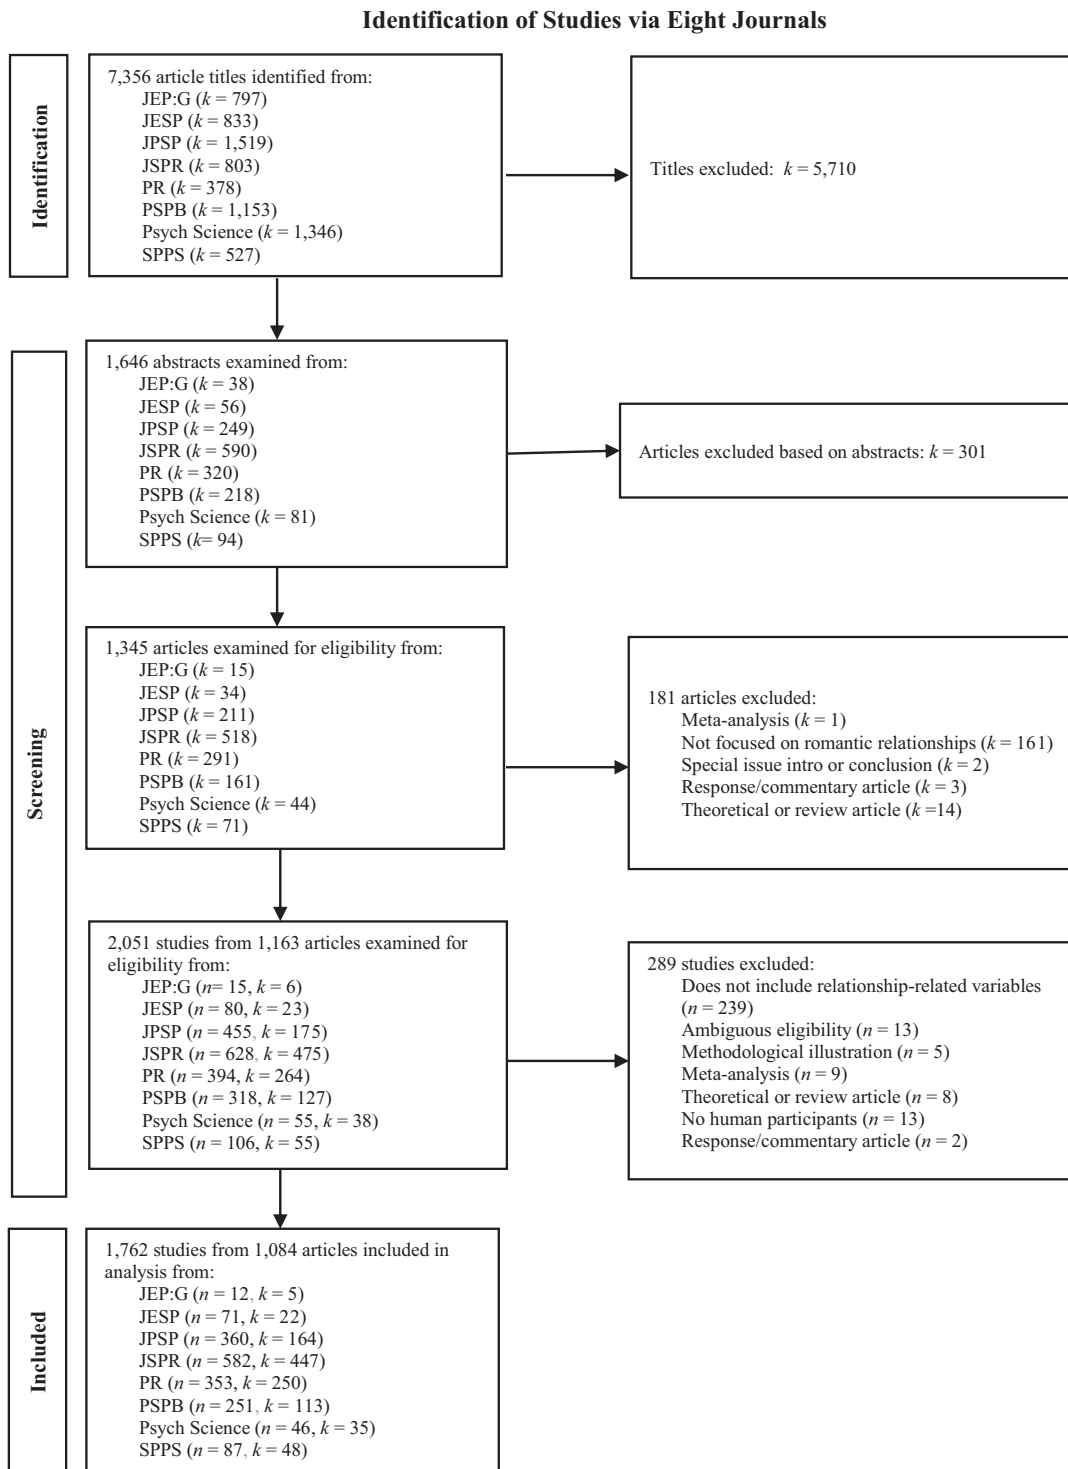 Identification of Studies via Eight Journals
Identification
7,356 article titles identified from:
JEP:G (k = 797)
JESP (k = 833)
JPSP (k = 1,519)
JSPR (k = 803)
PR (k = 378)
PSPB (k = 1,153)
Psych Science (k = 1,346)
SPPS (k = 527)
Titles excluded: k = 5,710
Screening
1,646 abstracts examined from:
JEP:G (k = 38)
JESP (k = 56)
JPSP (k = 249)
JSPR (k = 590)
PR (k = 320)
PSPB (k = 218)
Psych Science (k = 81)
SPPS (k= 94)
Articles excluded based on abstracts: k = 301
1,345 articles examined for eligibility from:
JEP:G (k = 15)
JESP (k = 34)
JPSP (k = 211)
JSPR (k = 518)
PR (k = 291)
PSPB (k = 161)
Psych Science (k = 44)
SPPS (k = 71)
181 articles excluded:
Meta-analysis (k = 1)
Not focused on romantic relationships (k = 161)
Special issue intro or conclusion (k = 2)
Response/commentary article (k = 3)
Theoretical or review article (k =14)
2,051 studies from 1,163 articles examined for
eligibility from:
JEP:G (n= 15, k = 6)
JESP (n = 80, k = 23)
JPSP (n = 455, k = 175)
JSPR (n = 628, k = 475)
PR (n = 394, k = 264)
PSPB (n = 318, k = 127)
Psych Science (n = 55, k = 38)
SPPS (n = 106, k = 55)
289 studies excluded:
Does not include relationship-related variables
(n = 239)
Ambiguous eligibility (n = 13)
Methodological illustration (n = 5)
Meta-analysis (n = 9)
Theoretical or review article (n = 8)
No human participants (n = 13)
Response/commentary article (n = 2)
Included
1,762 studies from 1,084 articles included in
analysis from:
JEP:G (n = 12, k = 5)
JESP (n = 71, k = 22)
JPSP (n = 360, k = 164)
JSPR (n = 582, k = 447)
PR (n = 353, k = 250)
PSPB (n = 251, k = 113)
Psych Science (n = 46, k = 35)
SPPS (n = 87, k = 48)